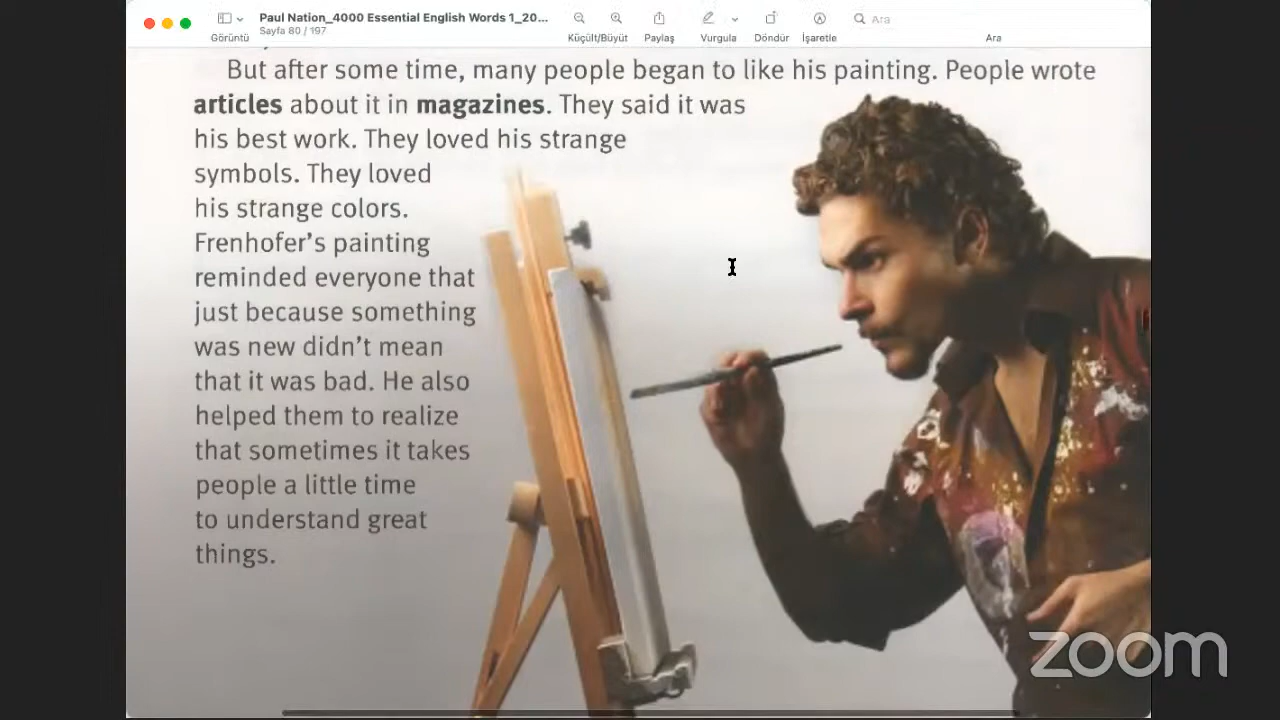 Paul Nation_4000 Essential English Words 1_20...
Sayfa 80 / 197
Görüntü
Küçült/Büyüt
Paylaş
Vurgula
Döndür
İşaretle
Ara
Ara
But after some time, many people began to like his painting. People wrote
articles about it in magazines. They said it was
his best work. They loved his strange
symbols. They loved
his strange colors.
Frenhofer’s painting
reminded everyone that
just because something
was new didn’t mean
that it was bad. He also
helped them to realize
that sometimes it takes
people a little time
to understand great
things.
zoom